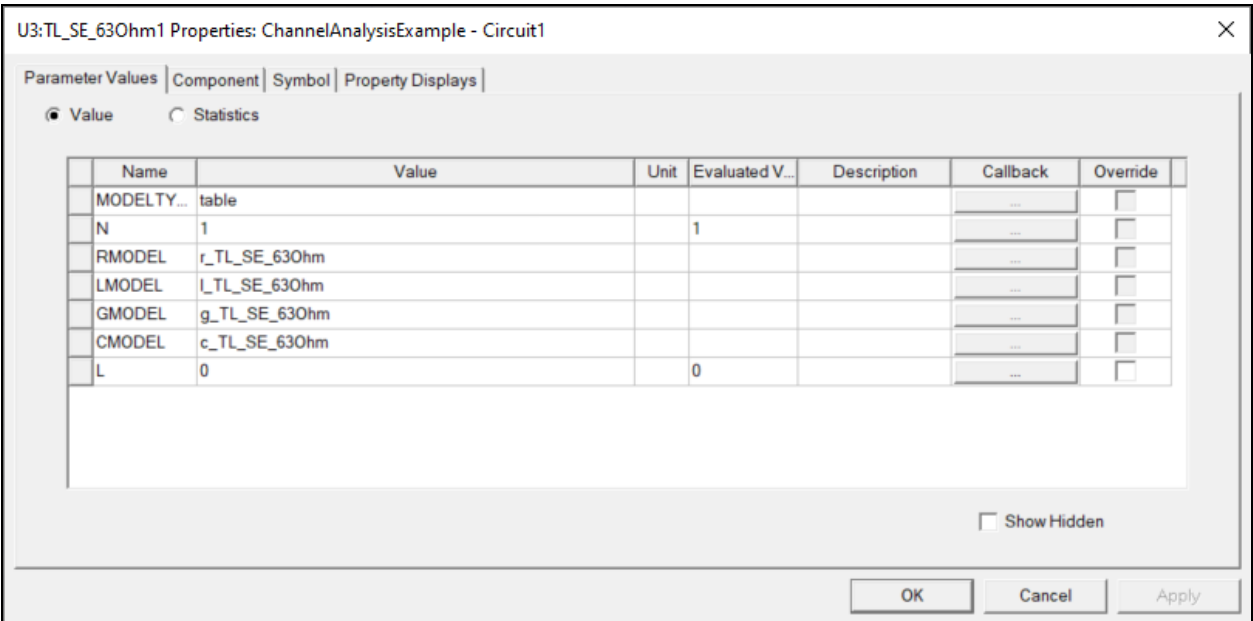 U3:TL_SE_63Ohm1 Properties: ChannelAnalysisExample - Circuit1
Parameter Values Component Symbol Property Displays
Value Statistics
Name Value Unit Evaluated V... Description Callback Override
MODELTY... table ...
N 1 1 ...
RMODEL r_TL_SE_63Ohm ...
LMODEL l_TL_SE_63Ohm ...
GMODEL g_TL_SE_63Ohm ...
CMODEL c_TL_SE_63Ohm ...
L 0 0 ...
Show Hidden
OK Cancel Apply